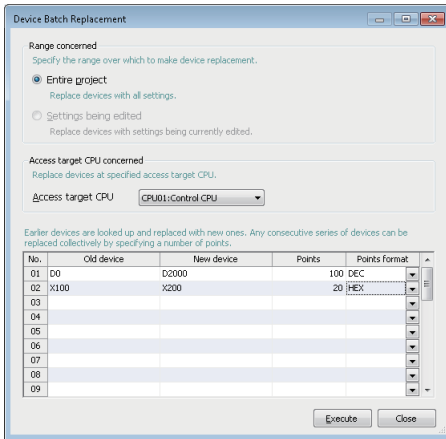 Device Batch Replacement
Range concerned
Specify the range over which to make device replacement.
Entire project
Replace devices with all settings.
Settings being edited
Replace devices with settings being currently edited.
Access target CPU concerned
Replace devices at specified access target CPU.
Access target CPU CPU01:Control CPU
Earlier devices are looked up and replaced with new ones. Any consecutive series of devices can be
replaced collectively by specifying a number of points.
No. Old device New device Points Points format
01 D0 D2000 100 DEC
02 X100 X200 20 HEX
03
04
05
06
07
08
09
Execute Close